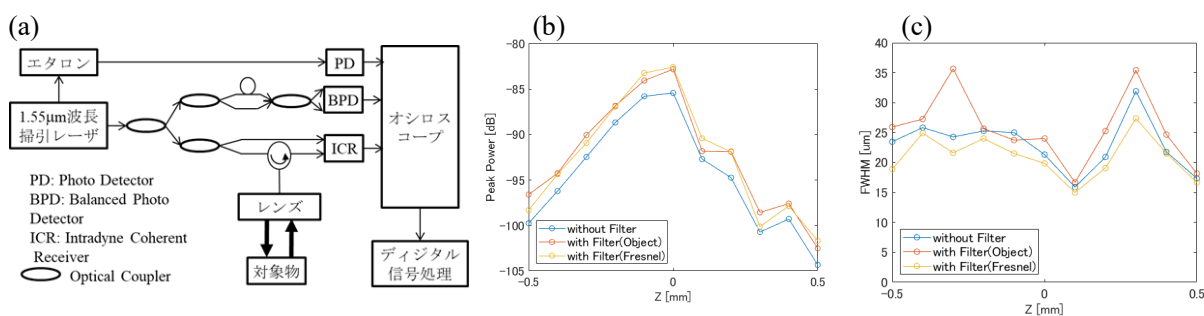 (a)
エタロン
PD
1.55μm波長
掃引レーザ
BPD
ICR
オシロス
コープ
レンズ
対象物
ディジタル
信号処理
PD: Photo Detector
BPD: Balanced Photo
Detector
ICR: Intradyne Coherent
Receiver
Optical Coupler
(b)
Peak Power [dB]
-80
-85
-90
-95
-100
-105
-0.5
0
0.5
Z [mm]
without Filter
with Filter(Object)
with Filter(Fresnel)
(c)
FWHM [um]
40
35
30
25
20
15
10
5
0
-0.5
0
0.5
Z [mm]
without Filter
with Filter(Object)
with Filter(Fresnel)